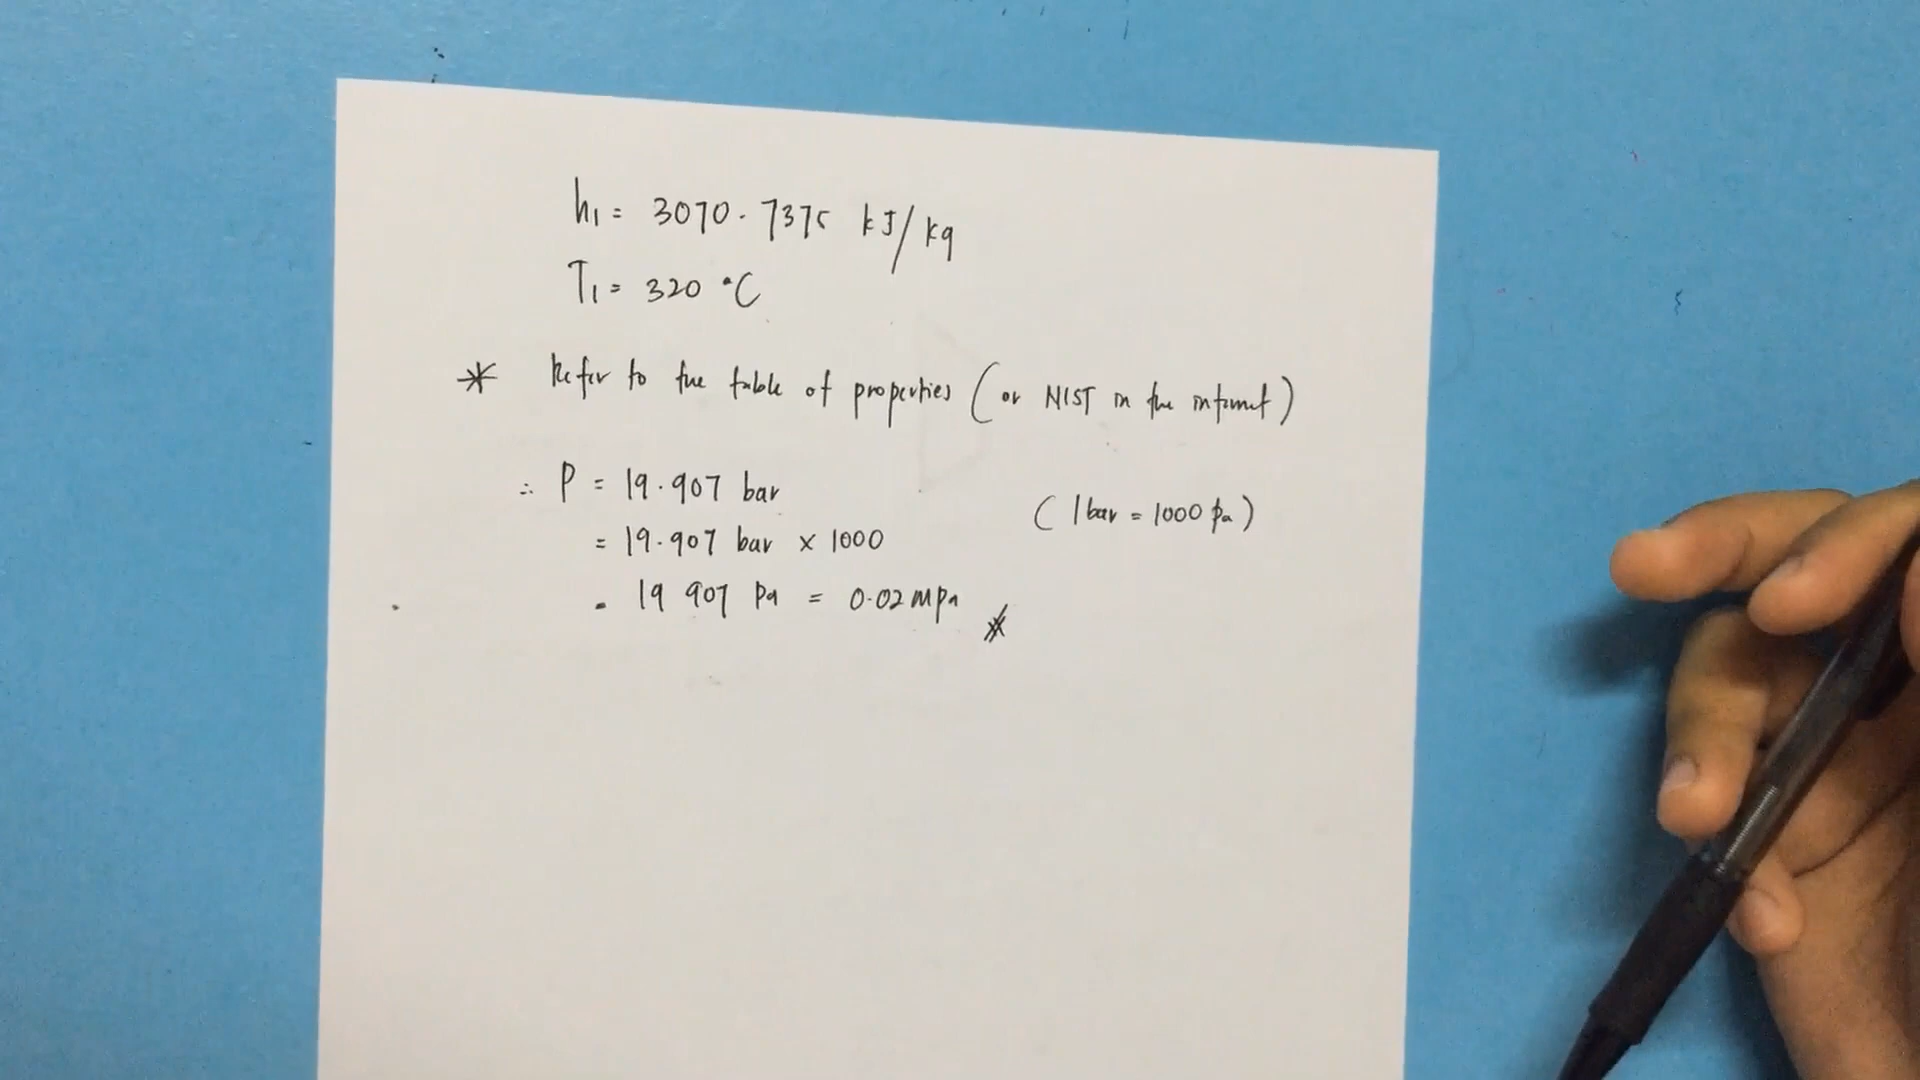 h₁ = 3070.7375 kJ/kg
T₁ = 320 °C
* Refer to the table of properties (or NIST in the internet)
∴ P = 19.907 bar
(1 bar = 1000 pa)
= 19.907 bar x 1000
= 19 907 Pa = 0.02 mpa